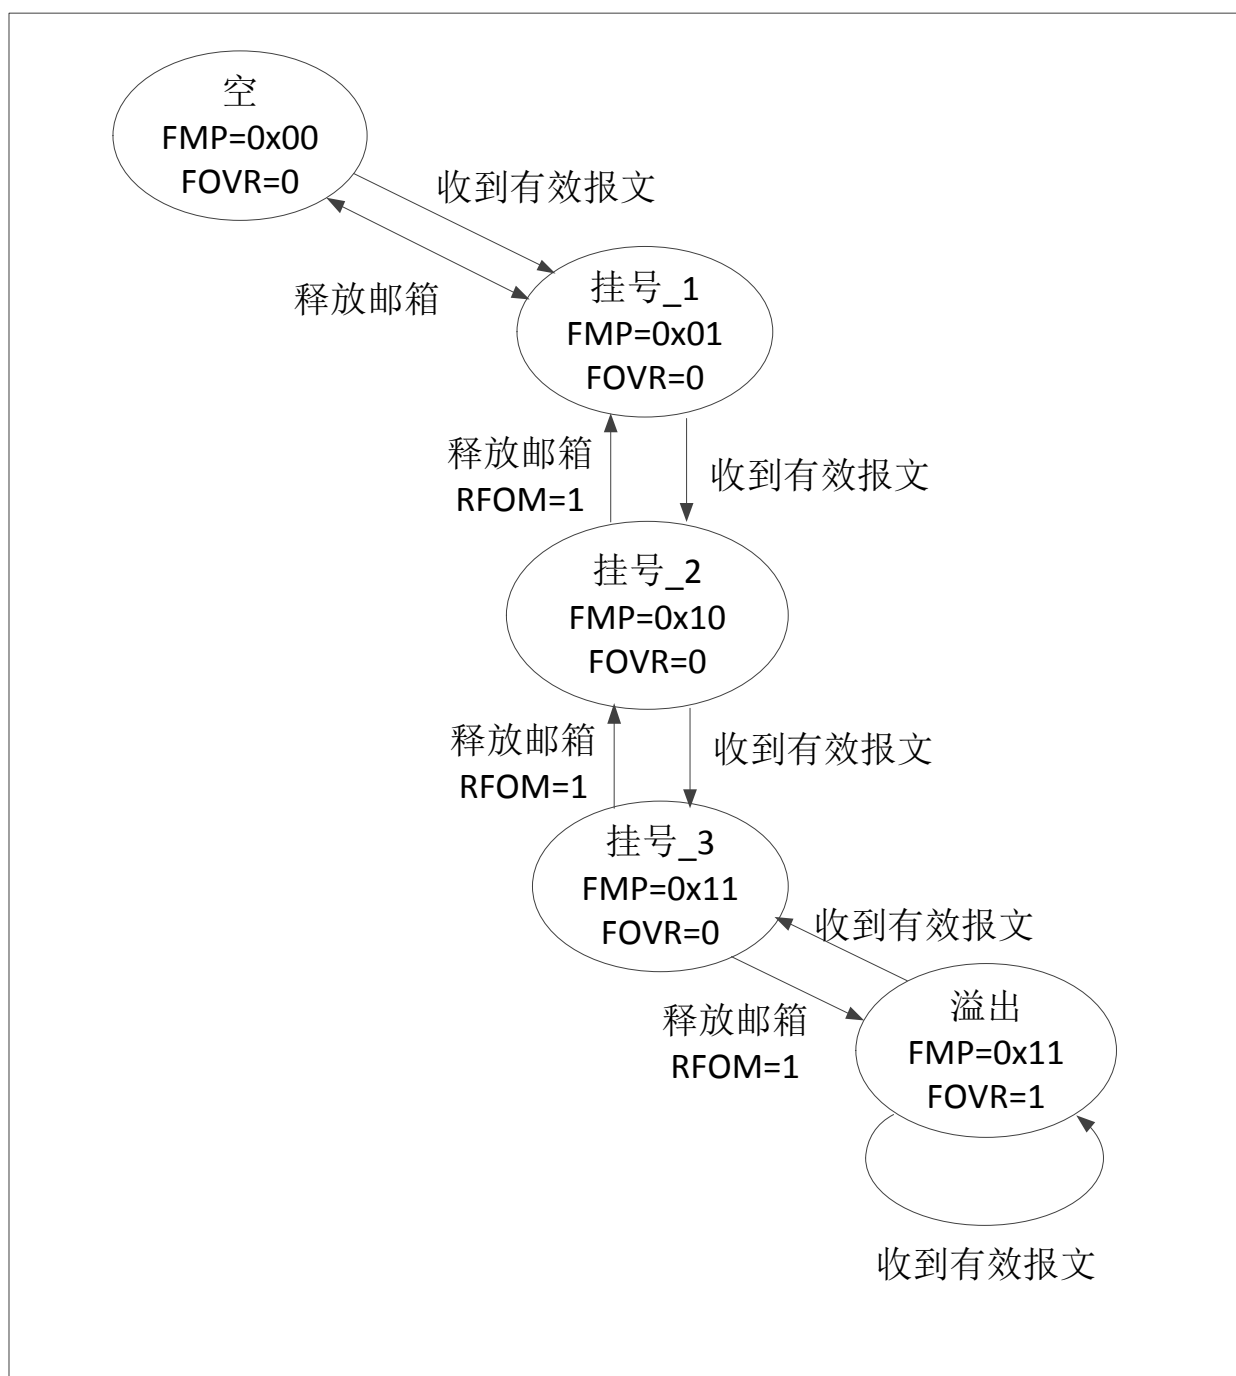 空
FMP=0x00
FOVR=0
收到有效报文
释放邮箱
挂号_1
FMP=0x01
FOVR=0
释放邮箱
RFOM=1
收到有效报文
挂号_2
FMP=0x10
FOVR=0
释放邮箱
RFOM=1
收到有效报文
挂号_3
FMP=0x11
FOVR=0
收到有效报文
释放邮箱
RFOM=1
溢出
FMP=0x11
FOVR=1
收到有效报文